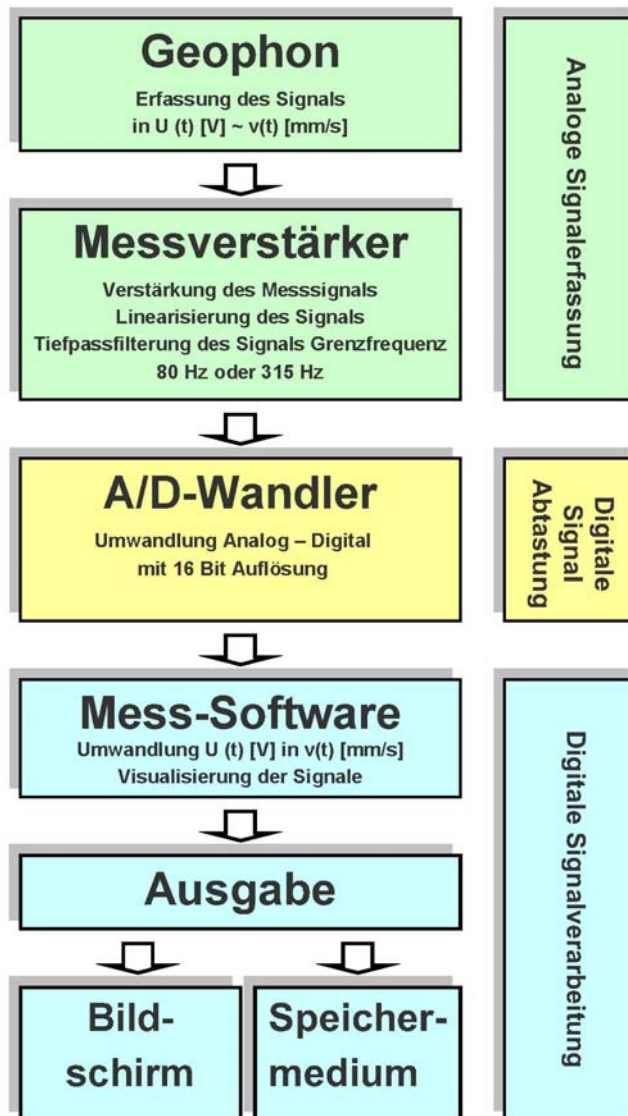 Geophon
Erfassung des Signals
in U (t) [V] ~ v(t) [mm/s]
Messverstärker
Verstärkung des Messsignals
Linearisierung des Signals
Tiefpassfilterung des Signals Grenzfrequenz
80 Hz oder 315 Hz
Analoge Signalerfassung
A/D-Wandler
Umwandlung Analog – Digital
mit 16 Bit Auflösung
Digitale
Signal
Abtastung
Mess-Software
Umwandlung U (t) [V] in v(t) [mm/s]
Visualisierung der Signale
Ausgabe
Bild-
schirm
Speicher-
medium
Digitale Signalverarbeitung